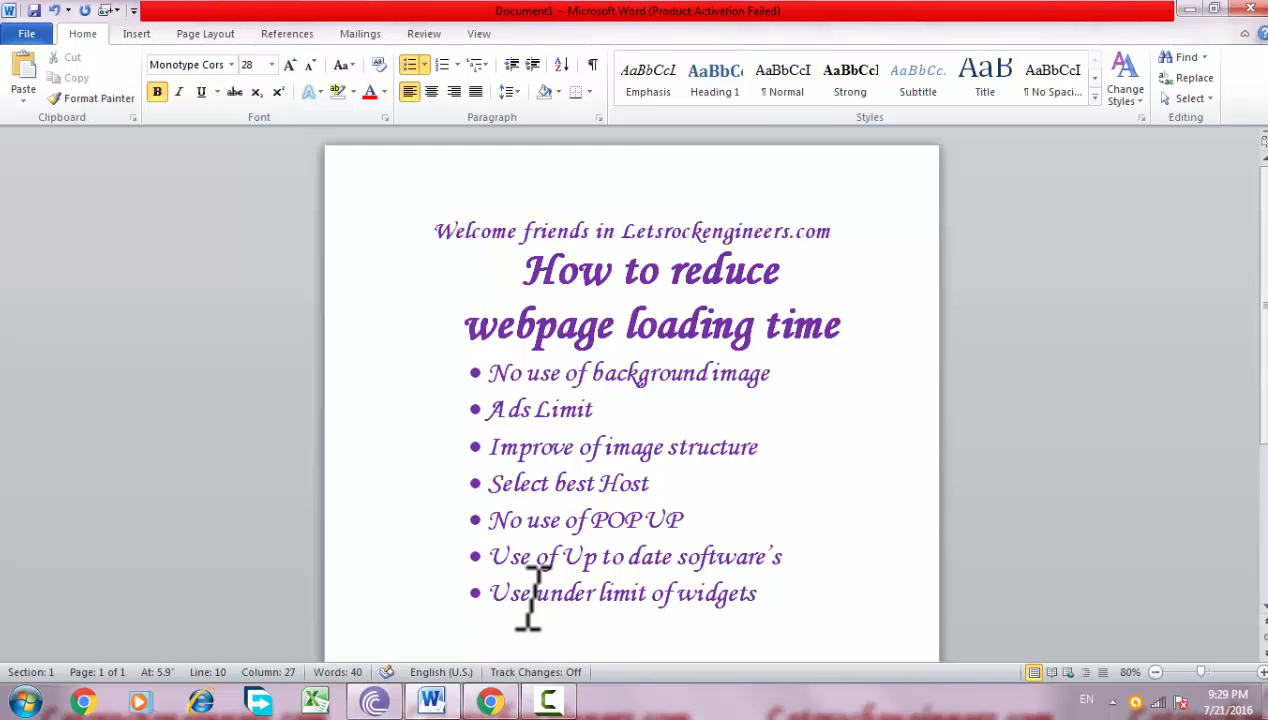 Document1 - Microsoft Word (Product Activation Failed)
File Home Insert Page Layout References Mailings Review View
Cut
Copy
Format Painter
Paste
Clipboard
Monotype Cors 28
Font
Paragraph
AaBbCcI AaBbC AaBbCcI AaBbCcI AaBbCc. AaB AaBbCcI
Emphasis Heading 1 ¶ Normal Strong Subtitle Title ¶ No Spaci...
Styles
Change
Styles
Find
Replace
Select
Editing
Welcome friends in Letsrockengineers.com
How to reduce
webpage loading time
• No use of background image
• Ads Limit
• Improve of image structure
• Select best Host
• No use of POP UP
• Use of Up to date software's
• Use under limit of widgets
Section: 1 Page: 1 of 1 At: 5.9" Line: 10 Column: 27 Words: 40 English (U.S.) Track Changes: Off 80%
EN
9:29 PM
7/21/2016